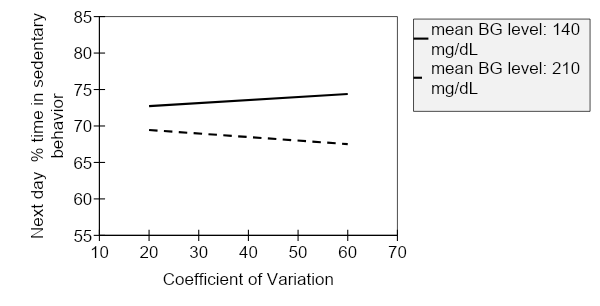 85
80
75
70
65
60
55
10 20 30 40 50 60 70
Next day % time in sedentary
behavior
Coefficient of Variation
mean BG level: 140
mg/dL
mean BG level: 210
mg/dL